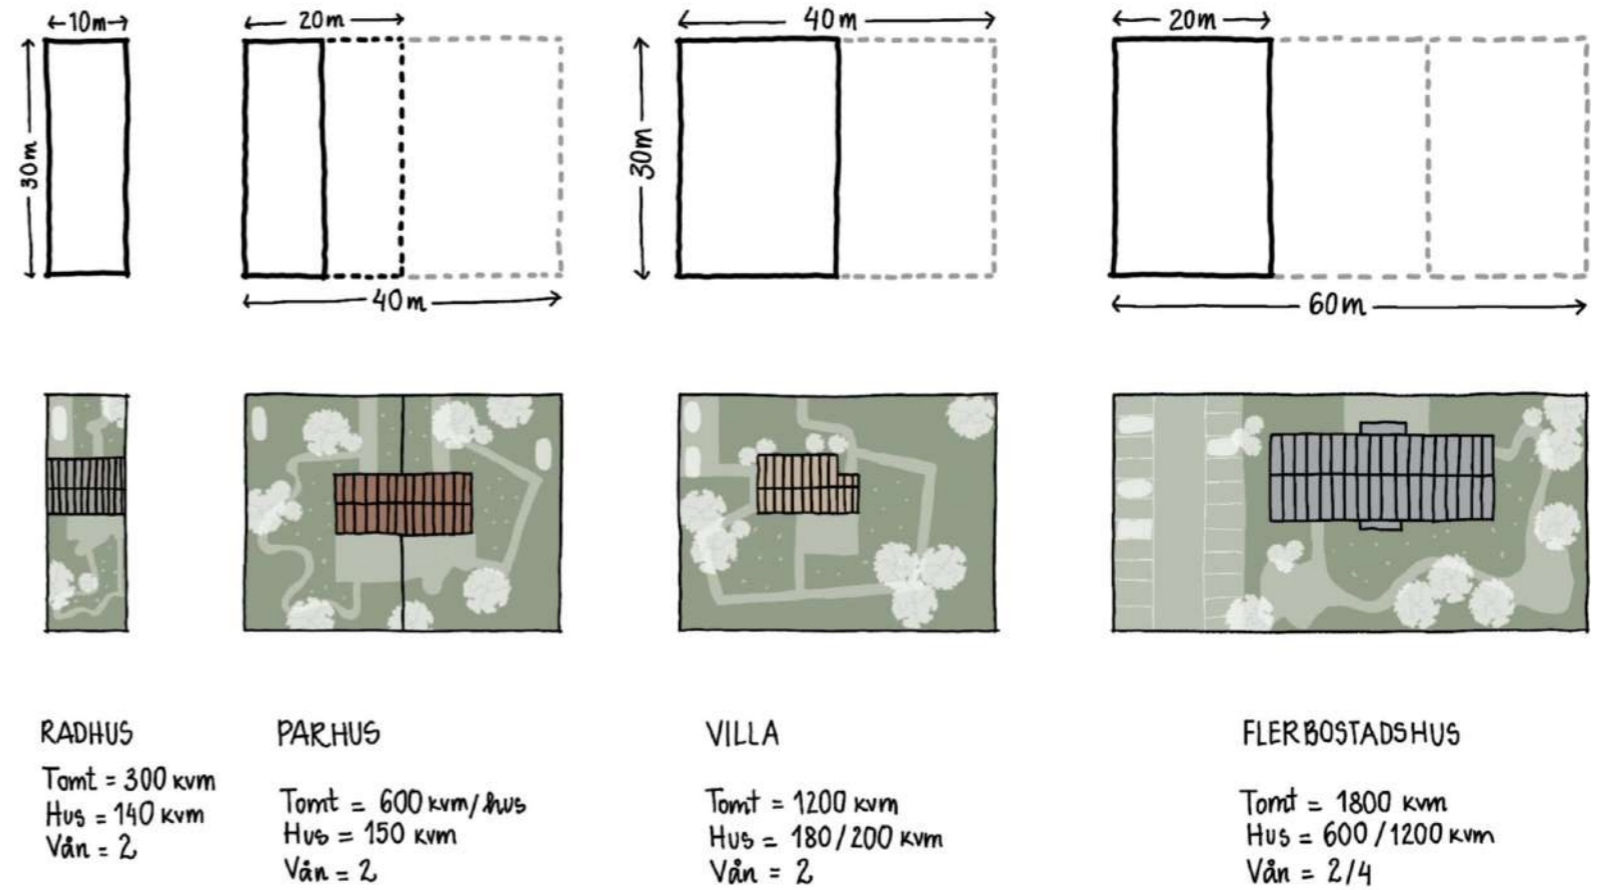 10m
20m
40m
20m
30m
30m
40m
60m
RADHUS
Tomt = 300 kvm
Hus = 140 kvm
Vån = 2
PARHUS
Tomt = 600 kvm/hus
Hus = 150 kvm
Vån = 2
VILLA
Tomt = 1200 kvm
Hus = 180/200 kvm
Vån = 2
FLERBOSTADSHUS
Tomt = 1800 kvm
Hus = 600/1200 kvm
Vån = 2/4